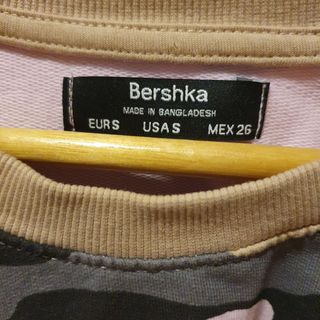 Bershka
MADE IN BANGLADESH
EUR S USA S MEX 26